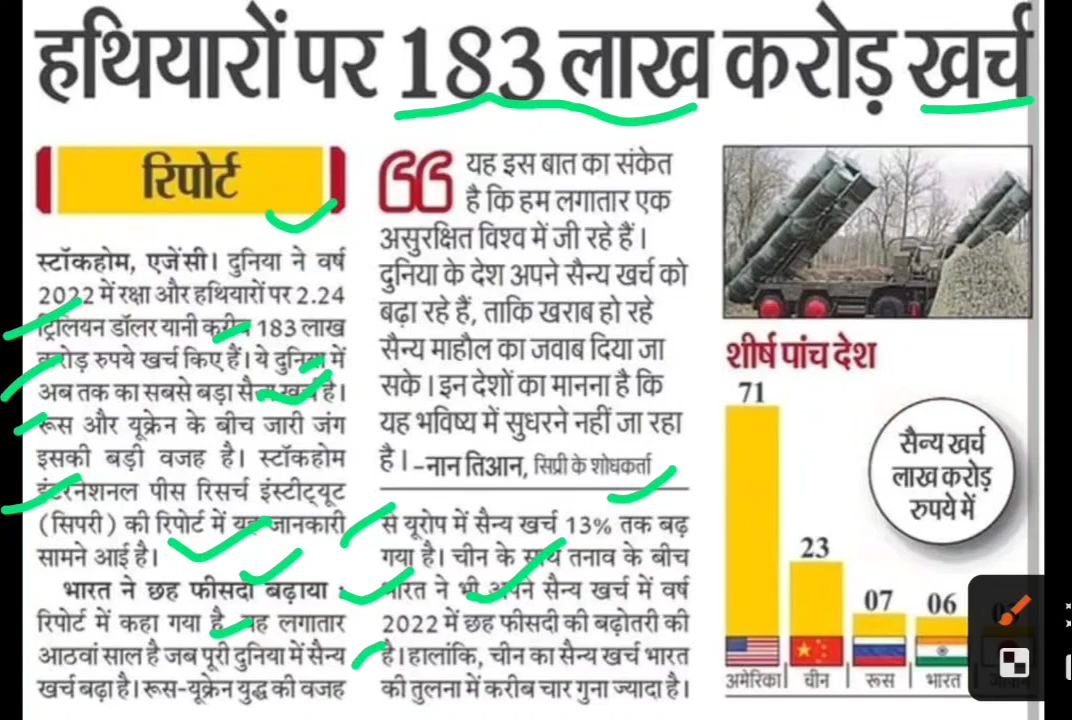 हथियारों पर 183 लाख करोड़ खर्च
रिपोर्ट
स्टॉकहोम, एजेंसी। दुनिया ने वर्ष
2022 में रक्षा और हथियारों पर 2.24
ट्रिलियन डॉलर यानी करीब 183 लाख
करोड़ रुपये खर्च किए हैं। ये दुनिया में
अब तक का सबसे बड़ा सैन्य खर्च है।
रूस और यूक्रेन के बीच जारी जंग
इसकी बड़ी वजह है। स्टॉकहोम
इंटरनेशनल पीस रिसर्च इंस्टीट्यूट
(सिपरी) की रिपोर्ट में यह जानकारी
सामने आई है।
भारत ने छह फीसदी बढ़ाया :
रिपोर्ट में कहा गया है, यह लगातार
आठवां साल है जब पूरी दुनिया में सैन्य
खर्च बढ़ा है। रूस-यूक्रेन युद्ध की वजह
यह इस बात का संकेत
है कि हम लगातार एक
असुरक्षित विश्व में जी रहे हैं।
दुनिया के देश अपने सैन्य खर्च को
बढ़ा रहे हैं, ताकि खराब हो रहे
सैन्य माहौल का जवाब दिया जा
सके। इन देशों का मानना है कि
यह भविष्य में सुधरने नहीं जा रहा
है। -नान तिआन, सिप्री के शोधकर्ता
से यूरोप में सैन्य खर्च 13% तक बढ़
गया है। चीन के साथ तनाव के बीच
भारत ने भी अपने सैन्य खर्च में वर्ष
2022 में छह फीसदी की बढ़ोतरी की
है। हालांकि, चीन का सैन्य खर्च भारत
की तुलना में करीब चार गुना ज्यादा है।
शीर्ष पांच देश
सैन्य खर्च
लाख करोड़
रुपये में
71
23
07
06
अमेरिका
चीन
रूस
भारत